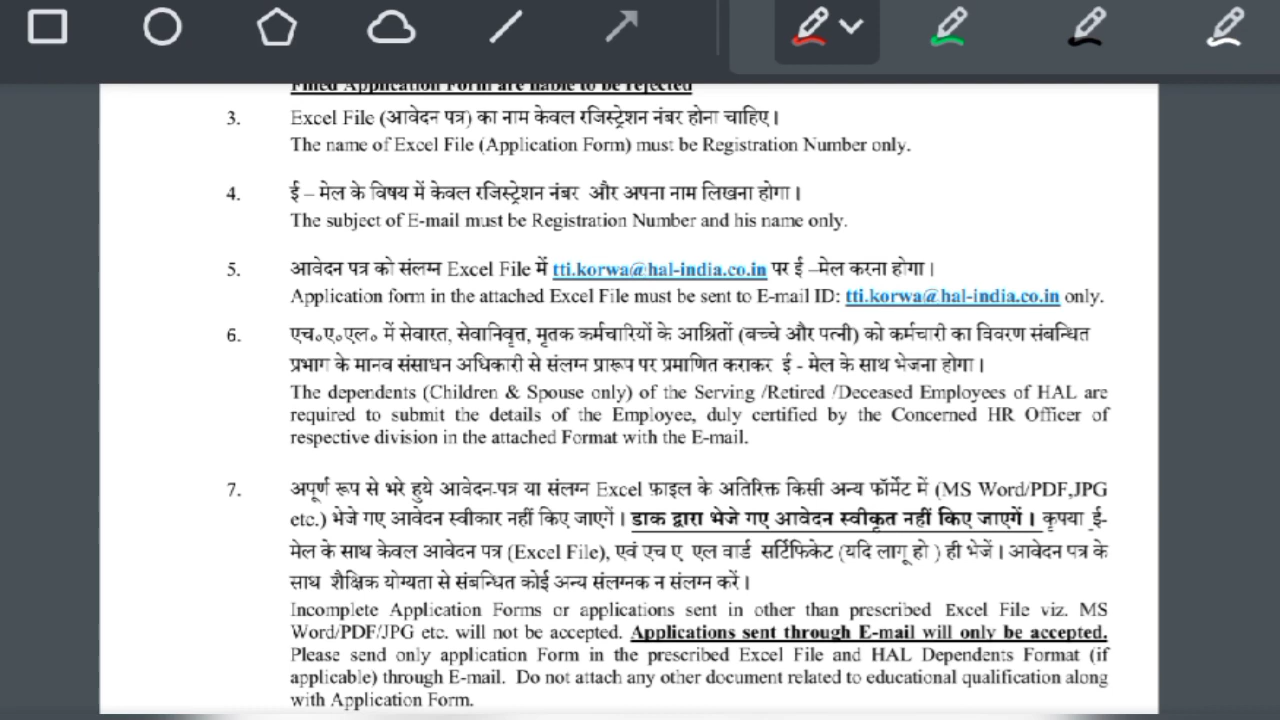 Filled Application Form are liable to be rejected
3. Excel File (आवेदन पत्र) का नाम केवल रजिस्ट्रेशन नंबर होना चाहिए।
The name of Excel File (Application Form) must be Registration Number only.
4. ई – मेल के विषय में केवल रजिस्ट्रेशन नंबर और अपना नाम लिखना होगा।
The subject of E-mail must be Registration Number and his name only.
5. आवेदन पत्र को संलग्न Excel File में tti.korwa@hal-india.co.in पर ई –मेल करना होगा।
Application form in the attached Excel File must be sent to E-mail ID: tti.korwa@hal-india.co.in only.
6. एच०ए०एल० में सेवारत, सेवानिवृत्त, मृतक कर्मचारियों के आश्रितों (बच्चे और पत्नी) को कर्मचारी का विवरण संबन्धित
प्रभाग के मानव संसाधन अधिकारी से संलग्न प्रारूप पर प्रमाणित कराकर ई - मेल के साथ भेजना होगा।
The dependents (Children & Spouse only) of the Serving /Retired /Deceased Employees of HAL are
required to submit the details of the Employee, duly certified by the Concerned HR Officer of
respective division in the attached Format with the E-mail.
7. अपूर्ण रूप से भरे हुये आवेदन-पत्र या संलग्न Excel फ़ाइल के अतिरिक्त किसी अन्य फॉर्मेट में (MS Word/PDF,JPG
etc.) भेजे गए आवेदन स्वीकार नहीं किए जाएगें। डाक द्वारा भेजे गए आवेदन स्वीकृत नहीं किए जाएगें। कृपया ई-
मेल के साथ केवल आवेदन पत्र (Excel File), एवं एच ए एल वार्ड सर्टिफिकेट (यदि लागू हो ) ही भेजें। आवेदन पत्र के
साथ शैक्षिक योग्यता से संबन्धित कोई अन्य संलग्नक न संलग्न करें।
Incomplete Application Forms or applications sent in other than prescribed Excel File viz. MS
Word/PDF/JPG etc. will not be accepted. Applications sent through E-mail will only be accepted.
Please send only application Form in the prescribed Excel File and HAL Dependents Format (if
applicable) through E-mail. Do not attach any other document related to educational qualification along
with Application Form.